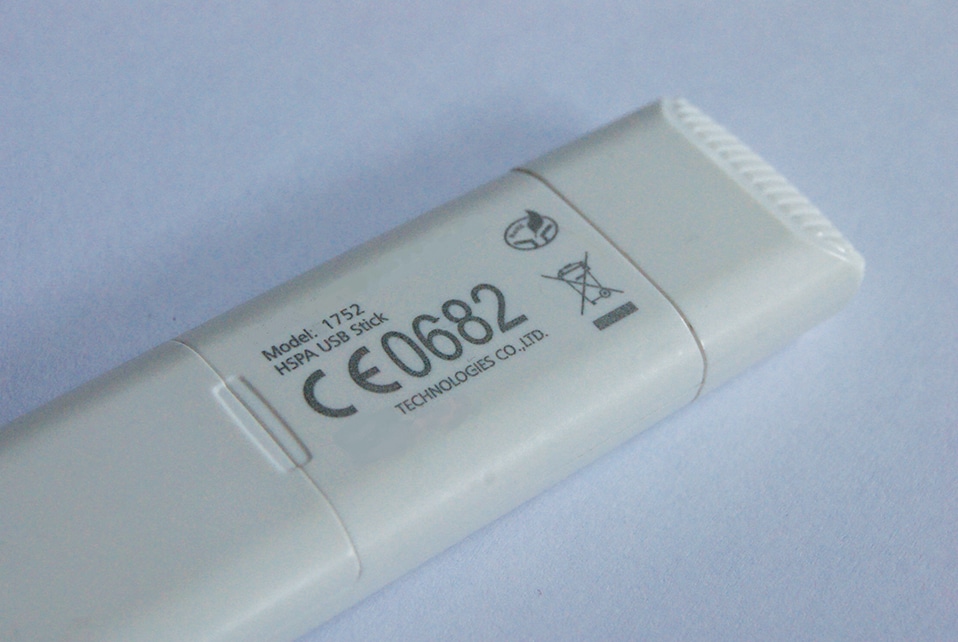 Model: 1752
HSPA USB Stick
CE0682
TECHNOLOGIES CO.,LTD.